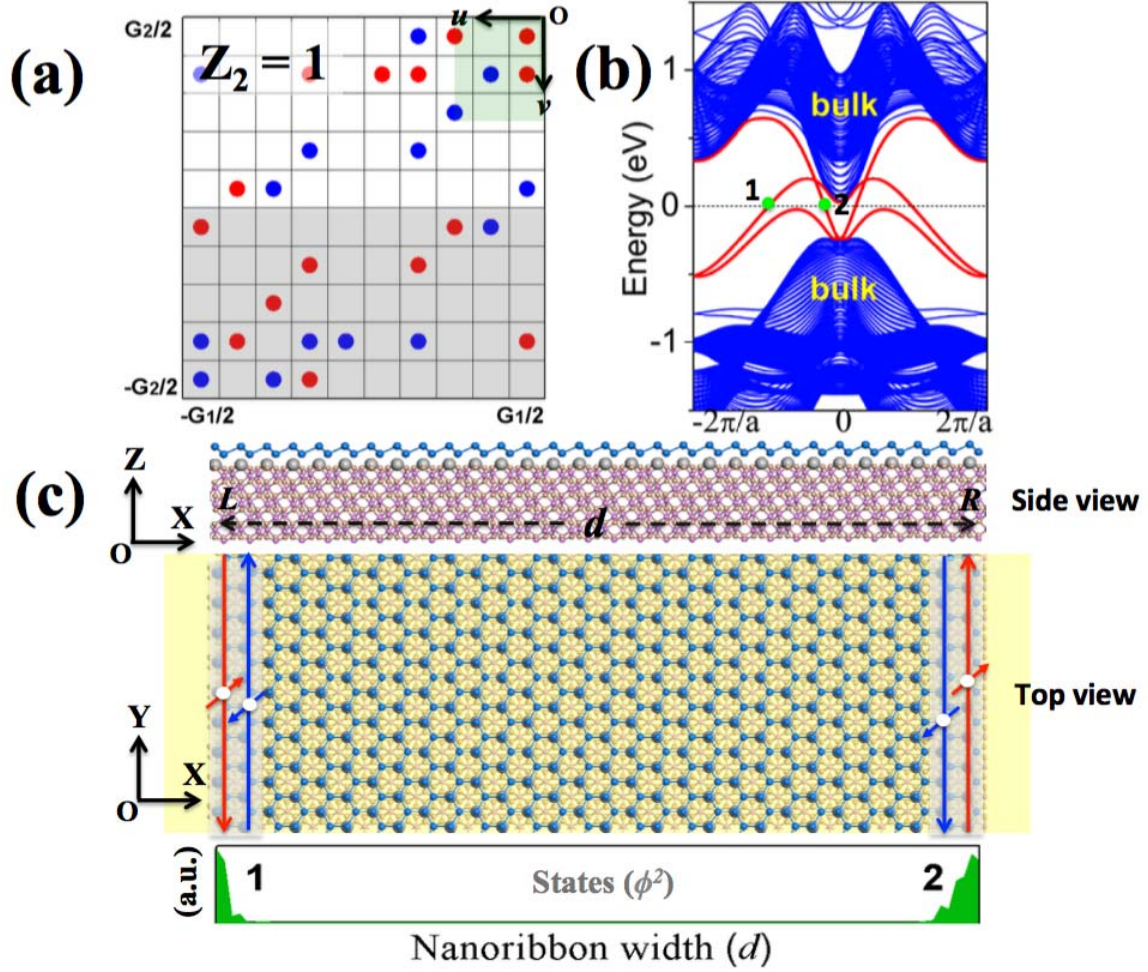 (a)
G2/2
Z2 = 1
u
O
v
-G2/2
-G1/2
G1/2
(b)
Energy (eV)
1
0
-1
bulk
1
2
bulk
-2π/a
0
2π/a
(c)
Z
X
O
L
d
R
Side view
Y
X
O
Top view
(a.u.)
1
States (ϕ²)
2
Nanoribbon width (d)